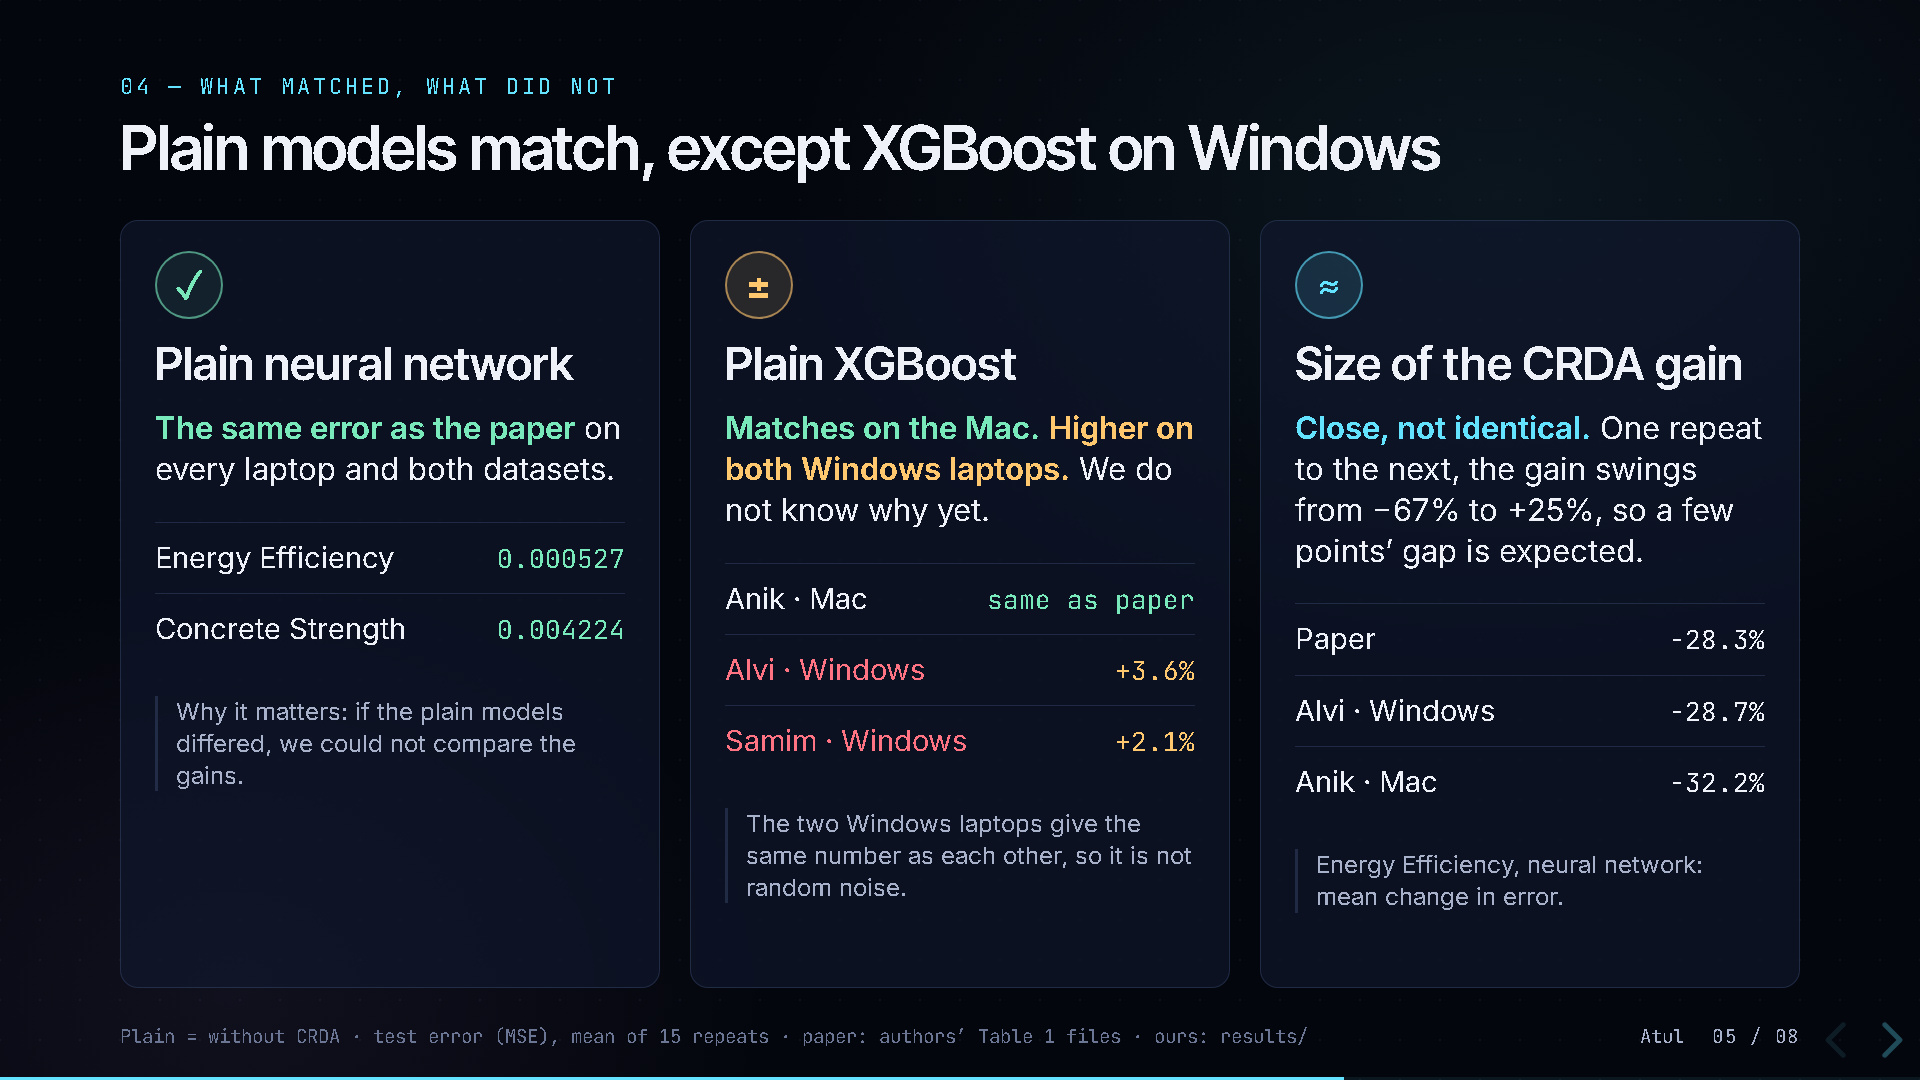 04 — WHAT MATCHED, WHAT DID NOT
Plain models match, except XGBoost on Windows
✓
Plain neural network
The same error as the paper on
every laptop and both datasets.
Energy Efficiency 0.000527
Concrete Strength 0.004224
Why it matters: if the plain models
differed, we could not compare the
gains.
±
Plain XGBoost
Matches on the Mac. Higher on
both Windows laptops. We do
not know why yet.
Anik · Mac same as paper
Alvi · Windows +3.6%
Samim · Windows +2.1%
The two Windows laptops give the
same number as each other, so it is not
random noise.
≈
Size of the CRDA gain
Close, not identical. One repeat
to the next, the gain swings
from −67% to +25%, so a few
points’ gap is expected.
Paper -28.3%
Alvi · Windows -28.7%
Anik · Mac -32.2%
Energy Efficiency, neural network:
mean change in error.
Plain = without CRDA · test error (MSE), mean of 15 repeats · paper: authors’ Table 1 files · ours: results/
Atul 05 / 08